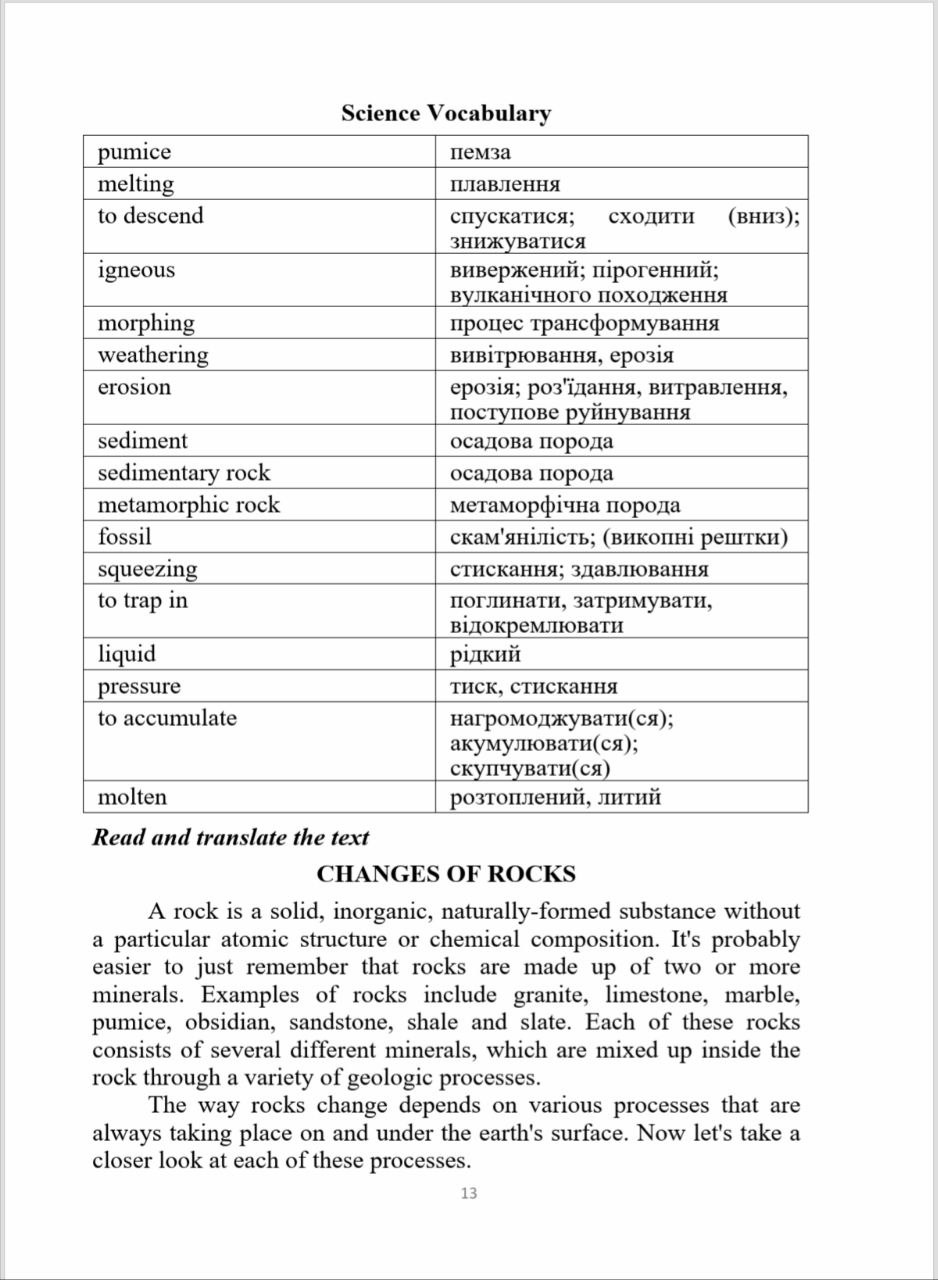 Science Vocabulary
pumice пемза
melting плавлення
to descend спускатися; сходити (вниз);
знижуватися
igneous вивержений; пірогенний;
вулканічного походження
morphing процес трансформування
weathering вивітрювання, ерозія
erosion ерозія; роз'їдання, витравлення,
поступове руйнування
sediment осадова порода
sedimentary rock осадова порода
metamorphic rock метаморфічна порода
fossil скам'янілість; (викопні рештки)
squeezing стискання; здавлювання
to trap in поглинати, затримувати,
відокремлювати
liquid рідкий
pressure тиск, стискання
to accumulate нагромоджувати(ся);
акумулювати(ся);
скупчувати(ся)
molten розтоплений, литий
Read and translate the text
CHANGES OF ROCKS
A rock is a solid, inorganic, naturally-formed substance without
a particular atomic structure or chemical composition. It's probably
easier to just remember that rocks are made up of two or more
minerals. Examples of rocks include granite, limestone, marble,
pumice, obsidian, sandstone, shale and slate. Each of these rocks
consists of several different minerals, which are mixed up inside the
rock through a variety of geologic processes.
The way rocks change depends on various processes that are
always taking place on and under the earth's surface. Now let's take a
closer look at each of these processes.
13